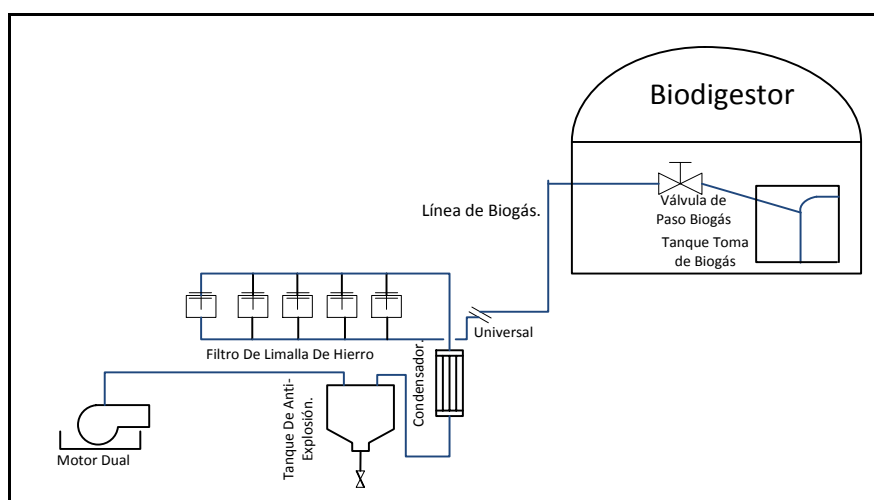 Biodigestor
Línea de Biogás.
Válvula de
Paso Biogás
Tanque Toma
de Biogás
Universal
Filtro De Limalla De Hierro
Condensador.
Tanque De Anti-
Explosión.
Motor Dual